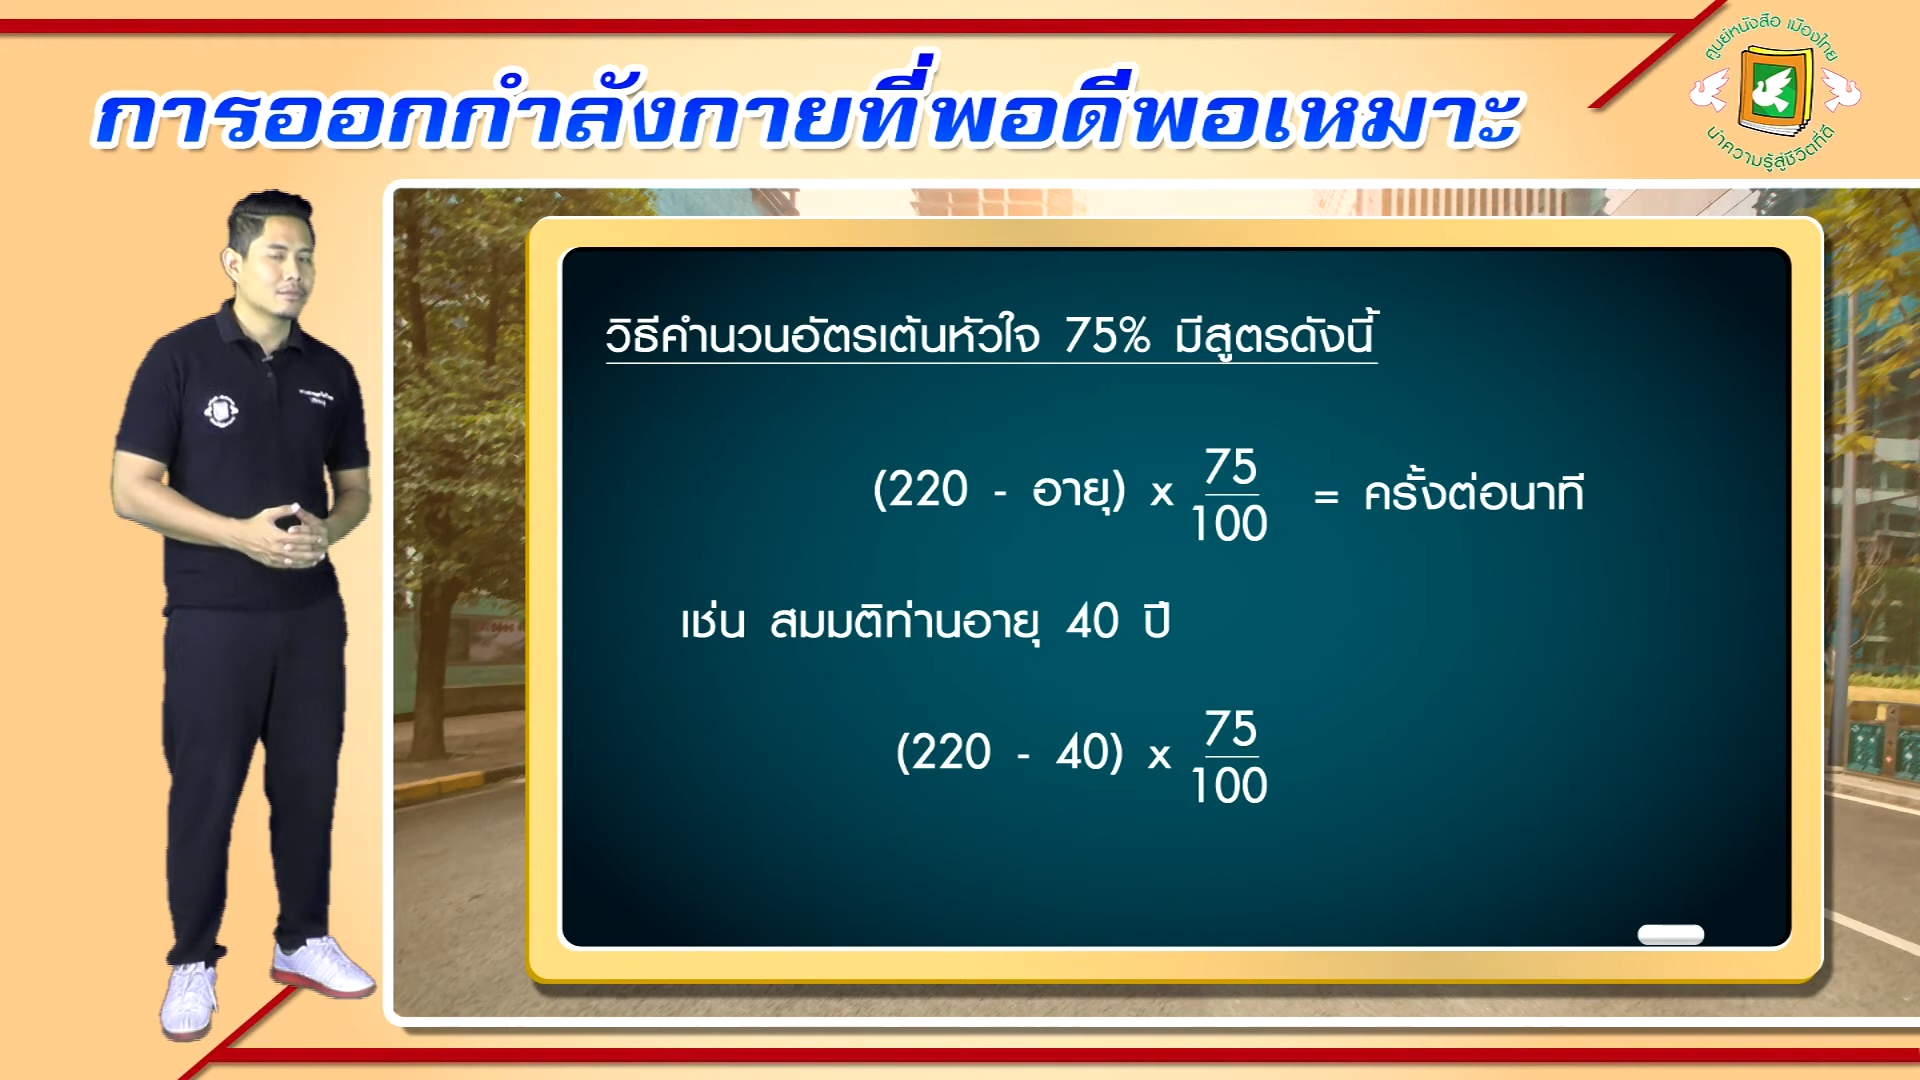 การออกกำลังกายที่พอดีพอเหมาะ
ศูนย์หนังสือ เมืองไทย
นำความรู้สู่ชีวิตที่ดี
วิธีคำนวนอัตรเต้นหัวใจ 75% มีสูตรดังนี้
(220 - อายุ) x 75/100 = ครั้งต่อนาที
เช่น สมมติท่านอายุ 40 ปี
(220 - 40) x 75/100